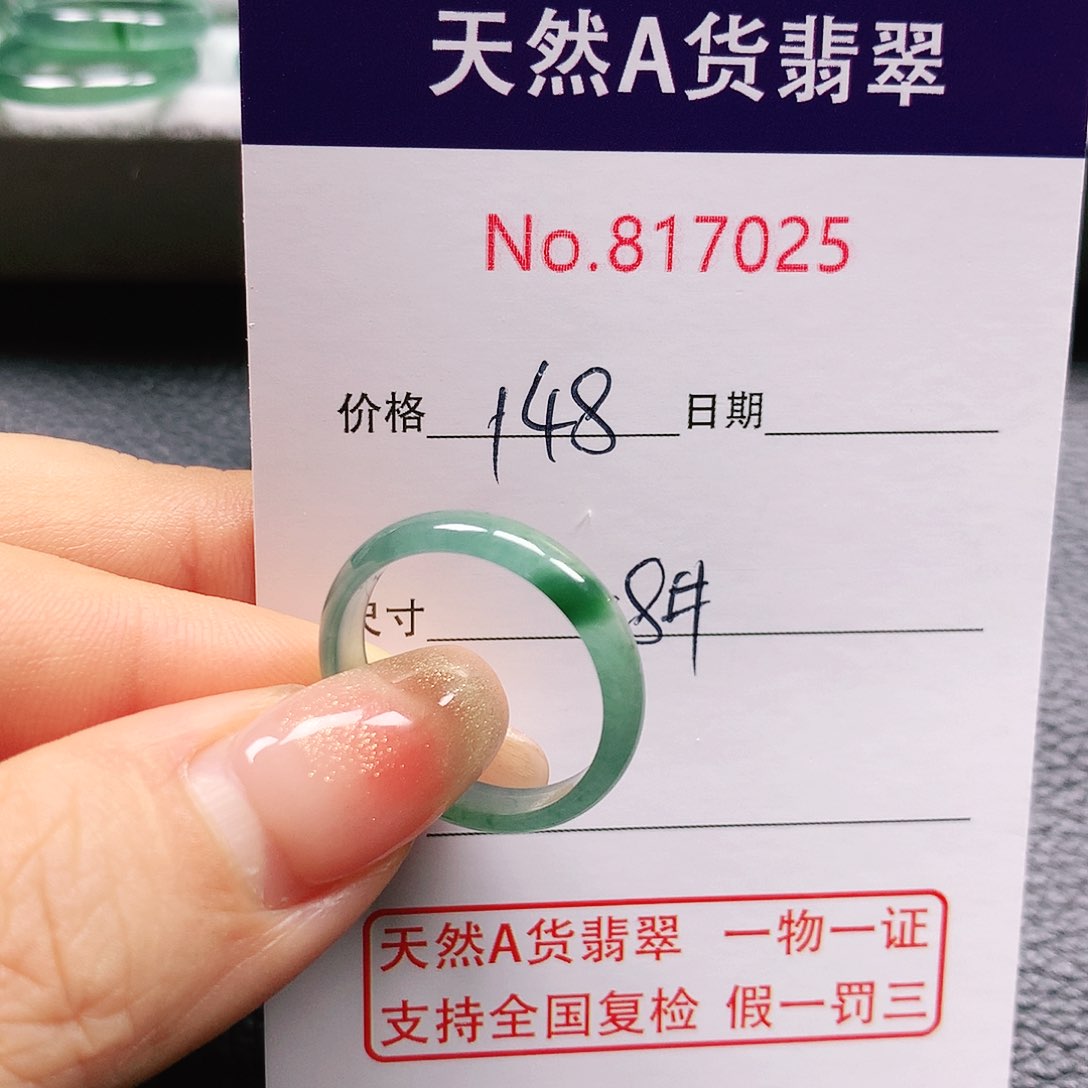 天然A货翡翠
No.817025
价格 148 日期
尺寸 8#
天然A货翡翠 一物一证
支持全国复检 假一罚三